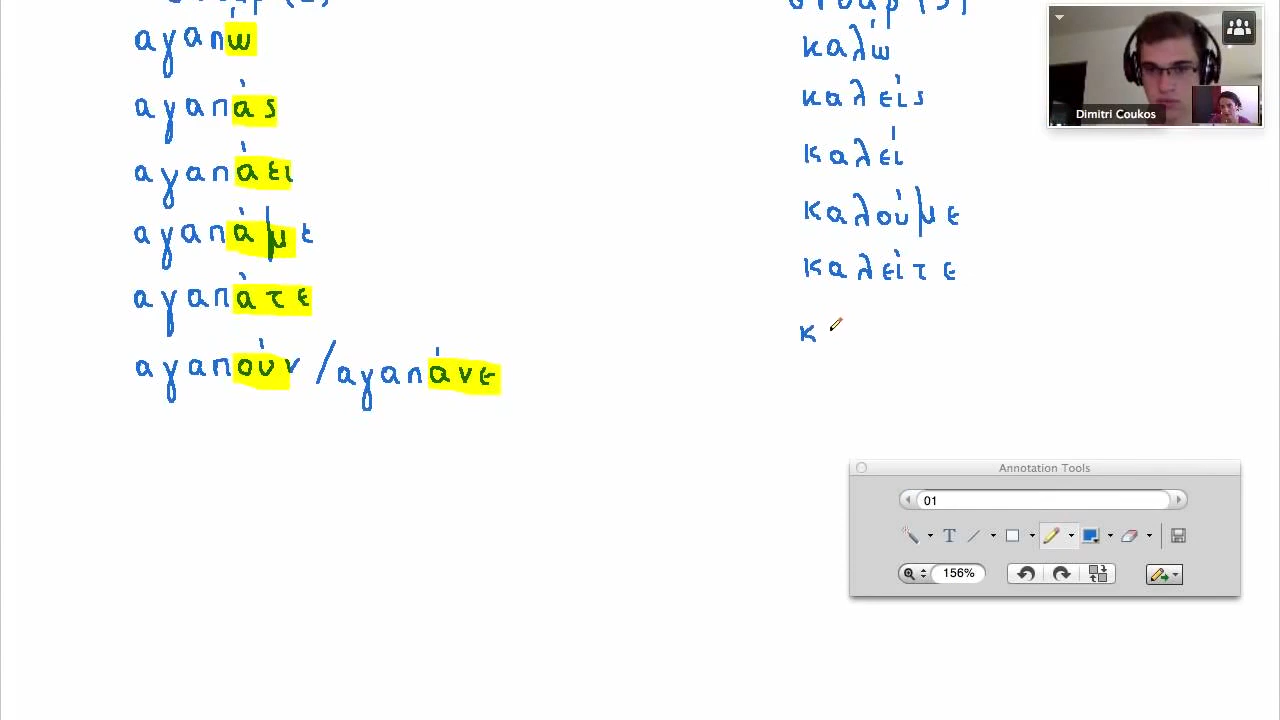 αγαπώ
αγαπάς
αγαπάει
αγαπάμε
αγαπάτε
αγαπούν / αγαπάνε
καλώ
καλείς
καλεί
καλούμε
καλείτε
κ
Dimitri Coukos
Annotation Tools
01
T
156%